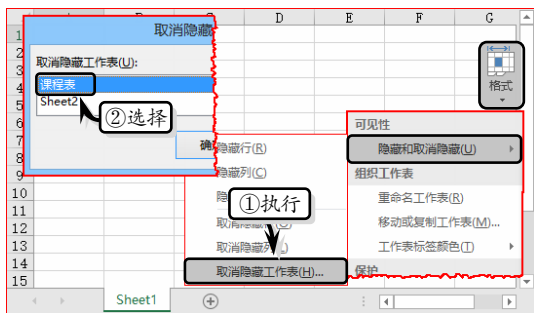 D E F G
1
2
3
4
5
6
7
8
9
10
11
12
13
14
15
取消隐藏
取消隐藏工作表(U):
课程表
Sheet2
②选择
确
格式
可见性
隐藏和取消隐藏(U)
组织工作表
重命名工作表(R)
移动或复制工作表(M)...
工作表标签颜色(T)
保护
隐藏行(R)
隐藏列(C)
①执行
取消隐藏
取消隐藏列
取消隐藏工作表(H)...
Sheet1